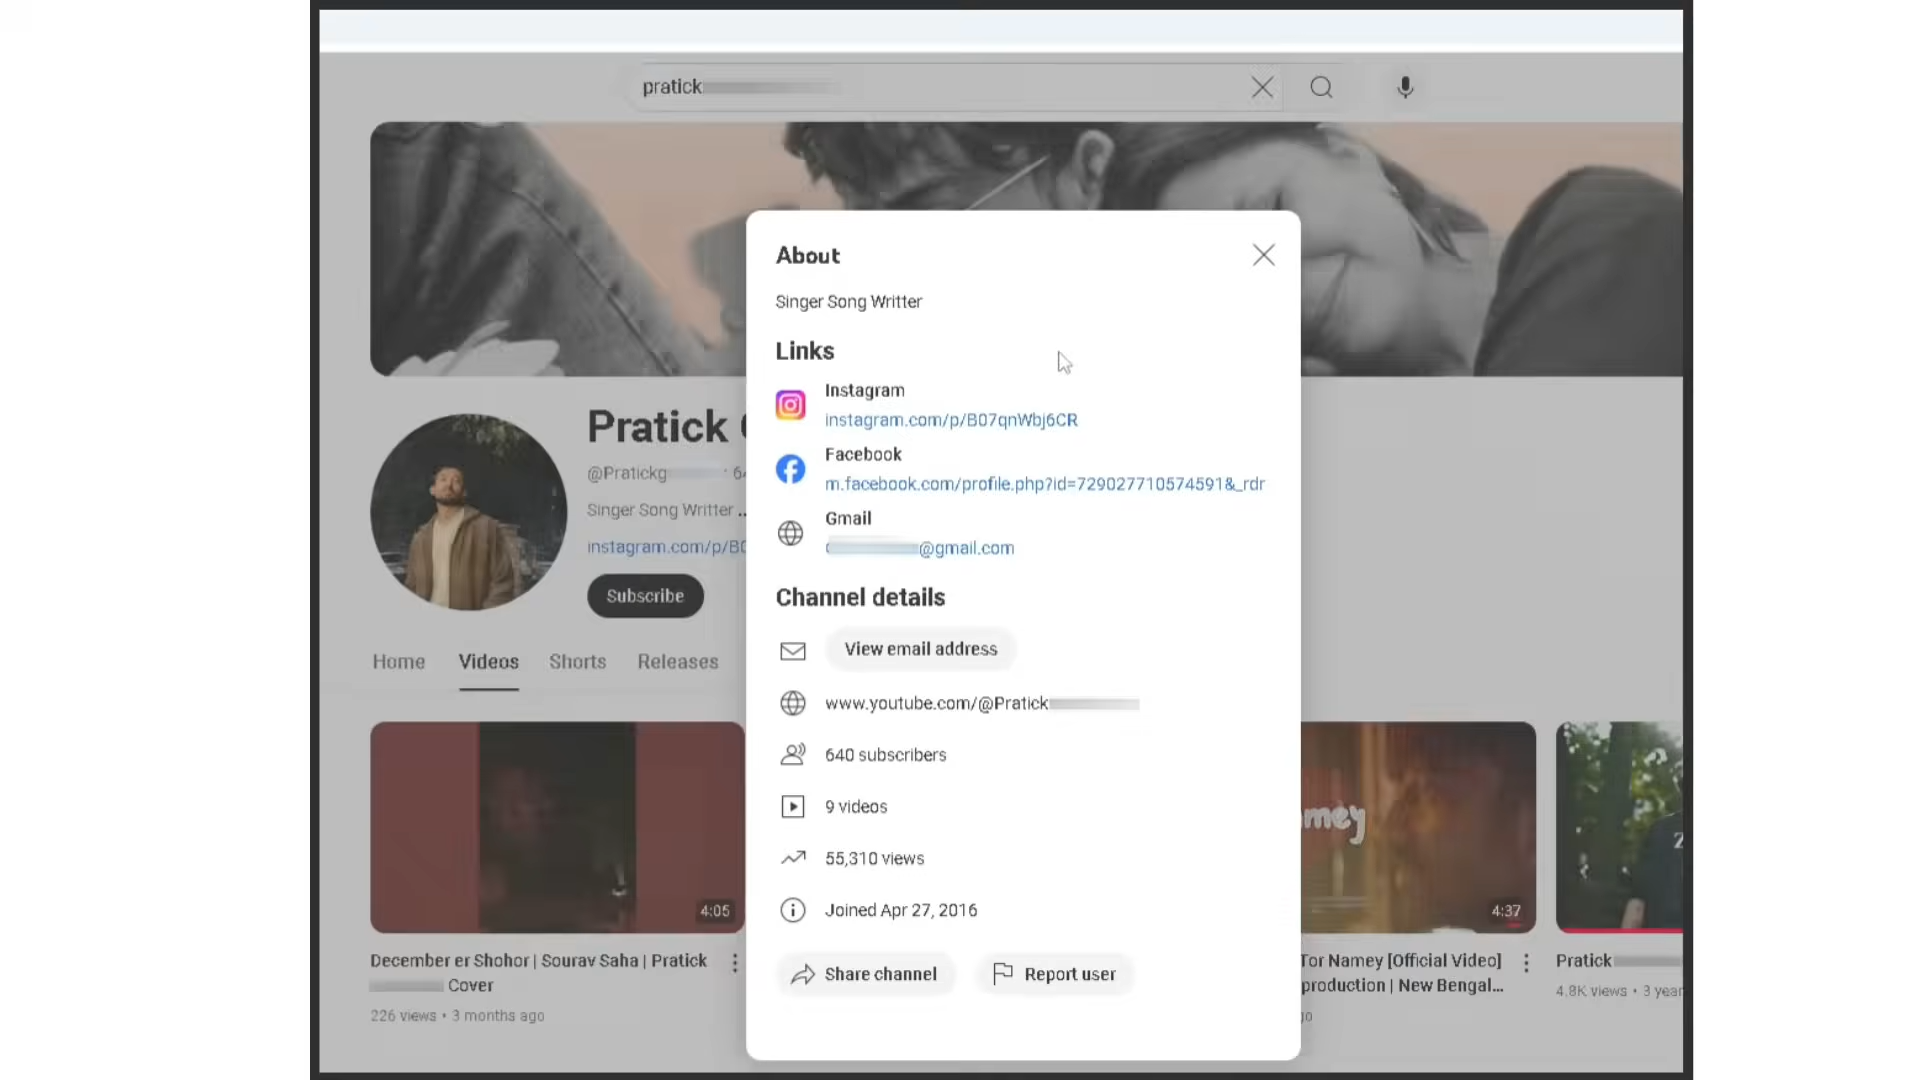 pratick
Pratick
@Pratickg
Singer Song Writter ...
instagram.com/p/B0
Subscribe
Home Videos Shorts Releases
About
Singer Song Writter
Links
Instagram
instagram.com/p/B07qnWbj6CR
Facebook
m.facebook.com/profile.php?id=729027710574591&_rdr
Gmail
@gmail.com
Channel details
View email address
www.youtube.com/@Pratick
640 subscribers
9 videos
55,310 views
Joined Apr 27, 2016
Share channel
Report user
4:05
December er Shohor | Sourav Saha | Pratick
Cover
226 views • 3 months ago
mey
4:37
Tor Namey [Official Video]
production | New Bengal...
go
Pratick
4.8K views • 3 year